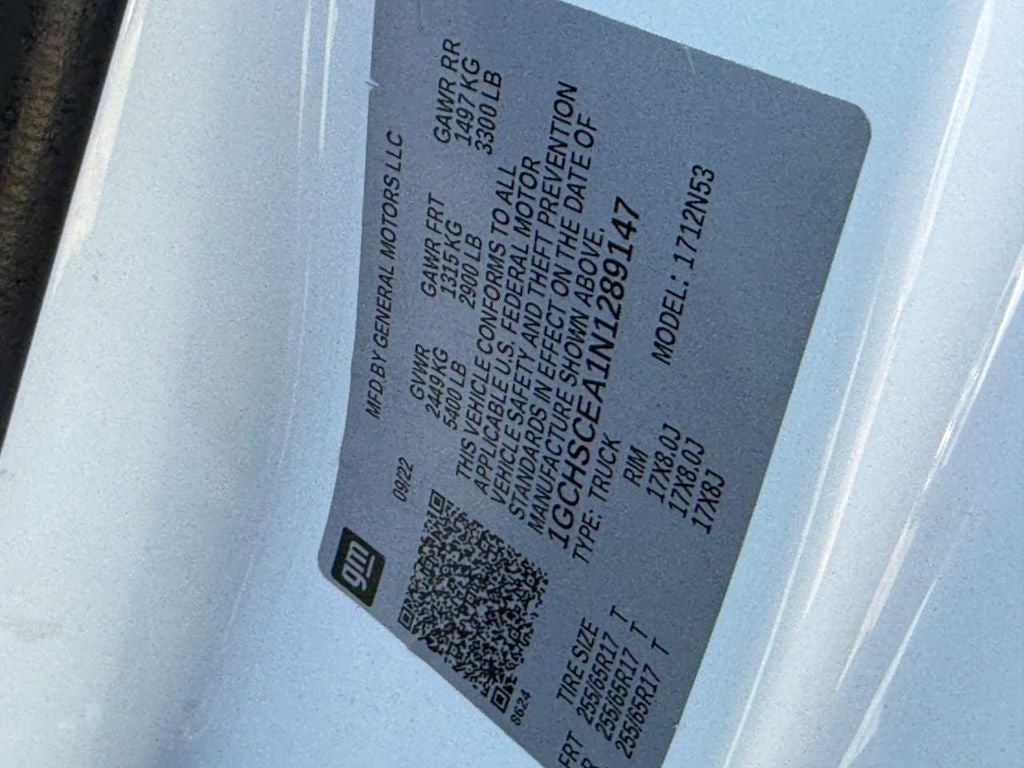 gm
09/22 MFD BY GENERAL MOTORS LLC
GVWR GAWR FRT GAWR RR
2449 KG 1315 KG 1497 KG
5400 LB 2900 LB 3300 LB
THIS VEHICLE CONFORMS TO ALL
APPLICABLE U.S. FEDERAL MOTOR
VEHICLE SAFETY AND THEFT PREVENTION
STANDARDS IN EFFECT ON THE DATE OF
MANUFACTURE SHOWN ABOVE.
1GCHSCEA1N1289147
TYPE: TRUCK MODEL: 1712N53
8624
TIRE SIZE RIM
FRT 255/65R17 T 17X8.0J
255/65R17 T 17X8.0J
255/65R17 T 17X8J